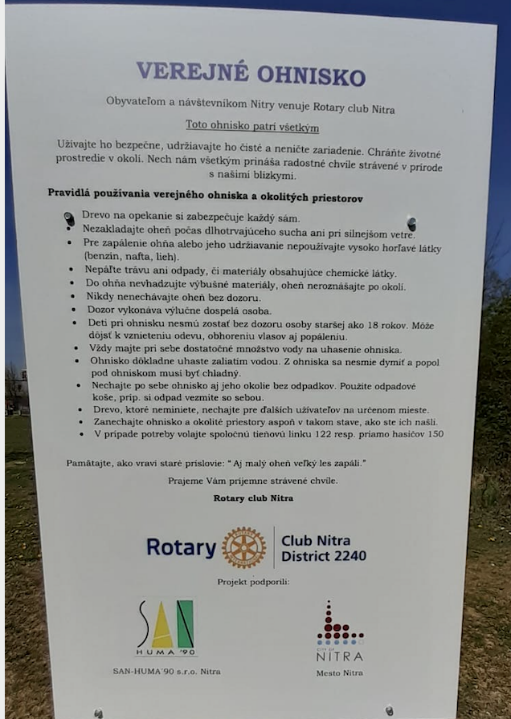 VEREJNÉ OHNISKO
Obyvateľom a návštevníkom Nitry venuje Rotary club Nitra
Toto ohnisko patrí všetkým
Užívajte ho bezpečne, udržiavajte ho čisté a neničte zariadenie. Chráňte životné
prostredie v okolí. Nech nám všetkým prináša radostné chvíle strávené v prírode
s našimi blízkymi.
Pravidlá používania verejného ohniska a okolitých priestorov
Drevo na opekanie si zabezpečuje každý sám.
• Nezakladajte oheň počas dlhotrvajúceho sucha ani pri silnejšom vetre.
• Pre zapálenie ohňa alebo jeho udržiavanie nepoužívajte vysoko horľavé látky
(benzín, nafta, lieh).
• Nepáľte trávu ani odpady, či materiály obsahujúce chemické látky.
• Do ohňa nevhadzujte výbušné materiály, oheň neroznášajte po okolí.
• Nikdy nenechávajte oheň bez dozoru.
• Dozor vykonáva výlučne dospelá osoba.
• Deti pri ohnisku nesmú zostať bez dozoru osoby staršej ako 18 rokov. Môže
dôjsť k vznieteniu odevu, obhoreniu vlasov aj popáleniu.
• Vždy majte pri sebe dostatočné množstvo vody na uhasenie ohniska.
• Ohnisko dôkladne uhaste zaliatím vodou. Z ohniska sa nesmie dymiť a popol
pod ohniskom musí byť chladný.
• Nechajte po sebe ohnisko aj jeho okolie bez odpadkov. Použite odpadové
koše, príp. si odpad vezmite so sebou.
• Drevo, ktoré neminiete, nechajte pre ďalších užívateľov na určenom mieste.
• Zanechajte ohnisko a okolité priestory aspoň v takom stave, ako ste ich našli.
• V prípade potreby volajte spoločnú tiesňovú linku 122 resp. priamo hasičov 150
Pamätajte, ako vraví staré príslovie: "Aj malý oheň veľký les zapáli."
Prajeme Vám príjemne strávené chvíle.
Rotary club Nitra
Rotary
Club Nitra
District 2240
Projekt podporili:
SAN
HUMA '90
NITRA
SAN-HUMA'90 s.r.o. Nitra
Mesto Nitra